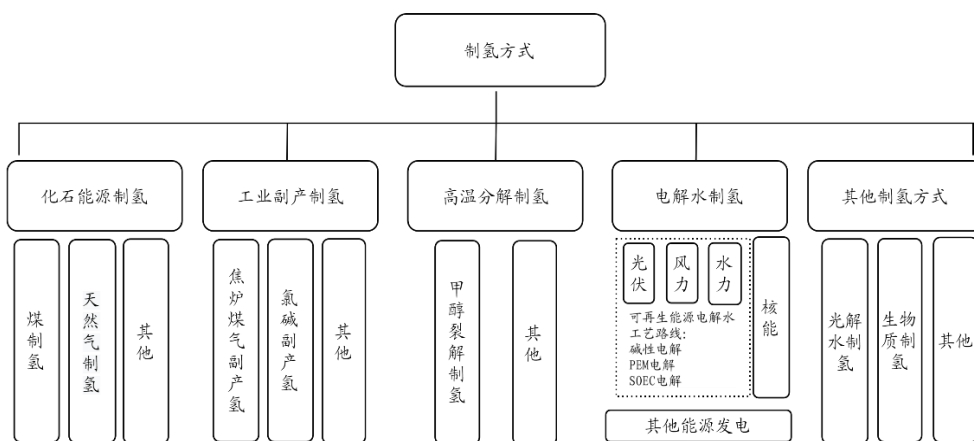 制氢方式
化石能源制氢
工业副产制氢
高温分解制氢
电解水制氢
其他制氢方式
煤制氢
天然气制氢
其他
焦炉煤气副产氢
氯碱副产氢
其他
甲醇裂解制氢
其他
光伏
风力
水力
可再生能源电解水
工艺路线:
碱性电解
PEM电解
SOEC电解
核能
其他能源发电
光解水制氢
生物质制氢
其他